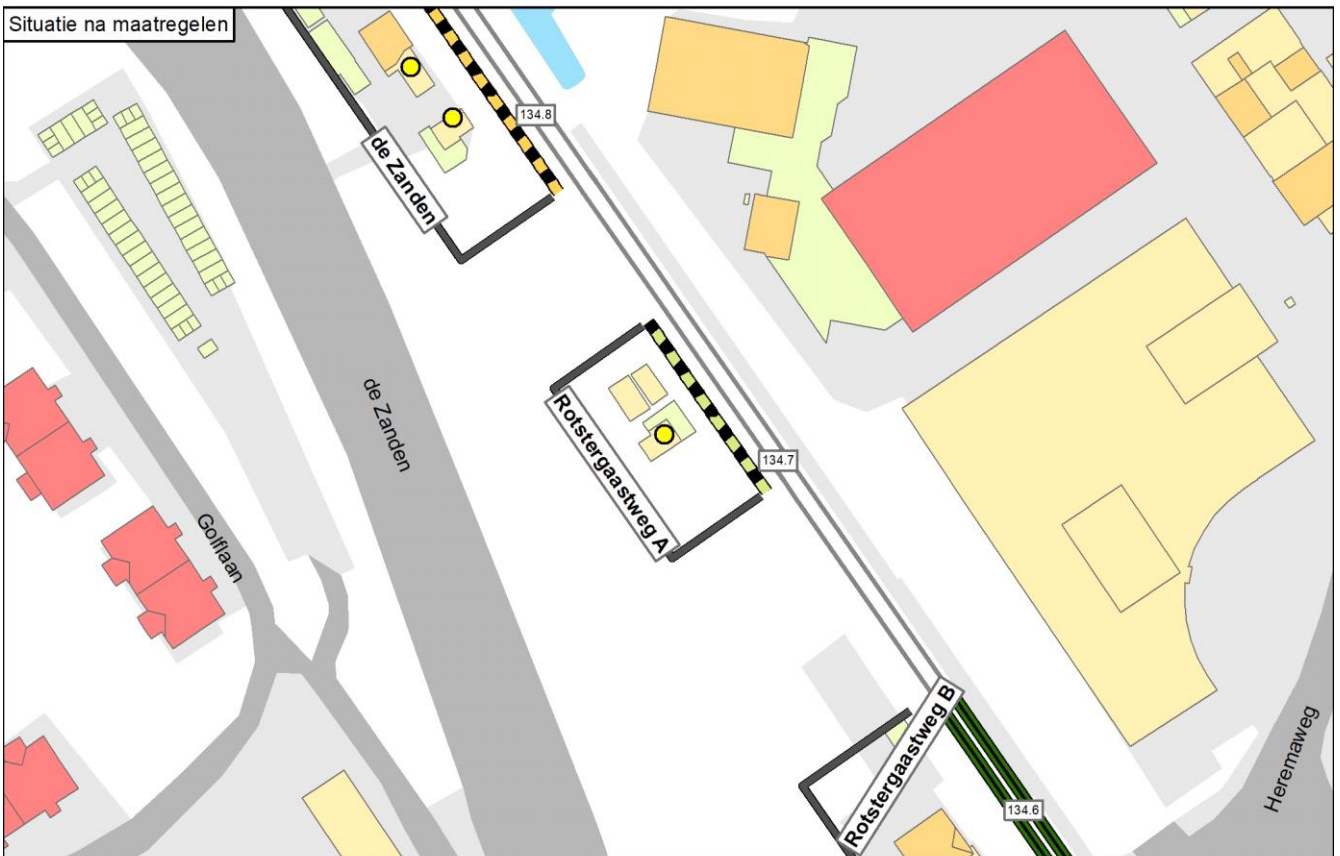 Situatie na maatregelen
134.8
de Zanden
de Zanden
Rotstergaastweg A
134.7
Golflaan
Rotstergaastweg B
134.6
Heremaweg